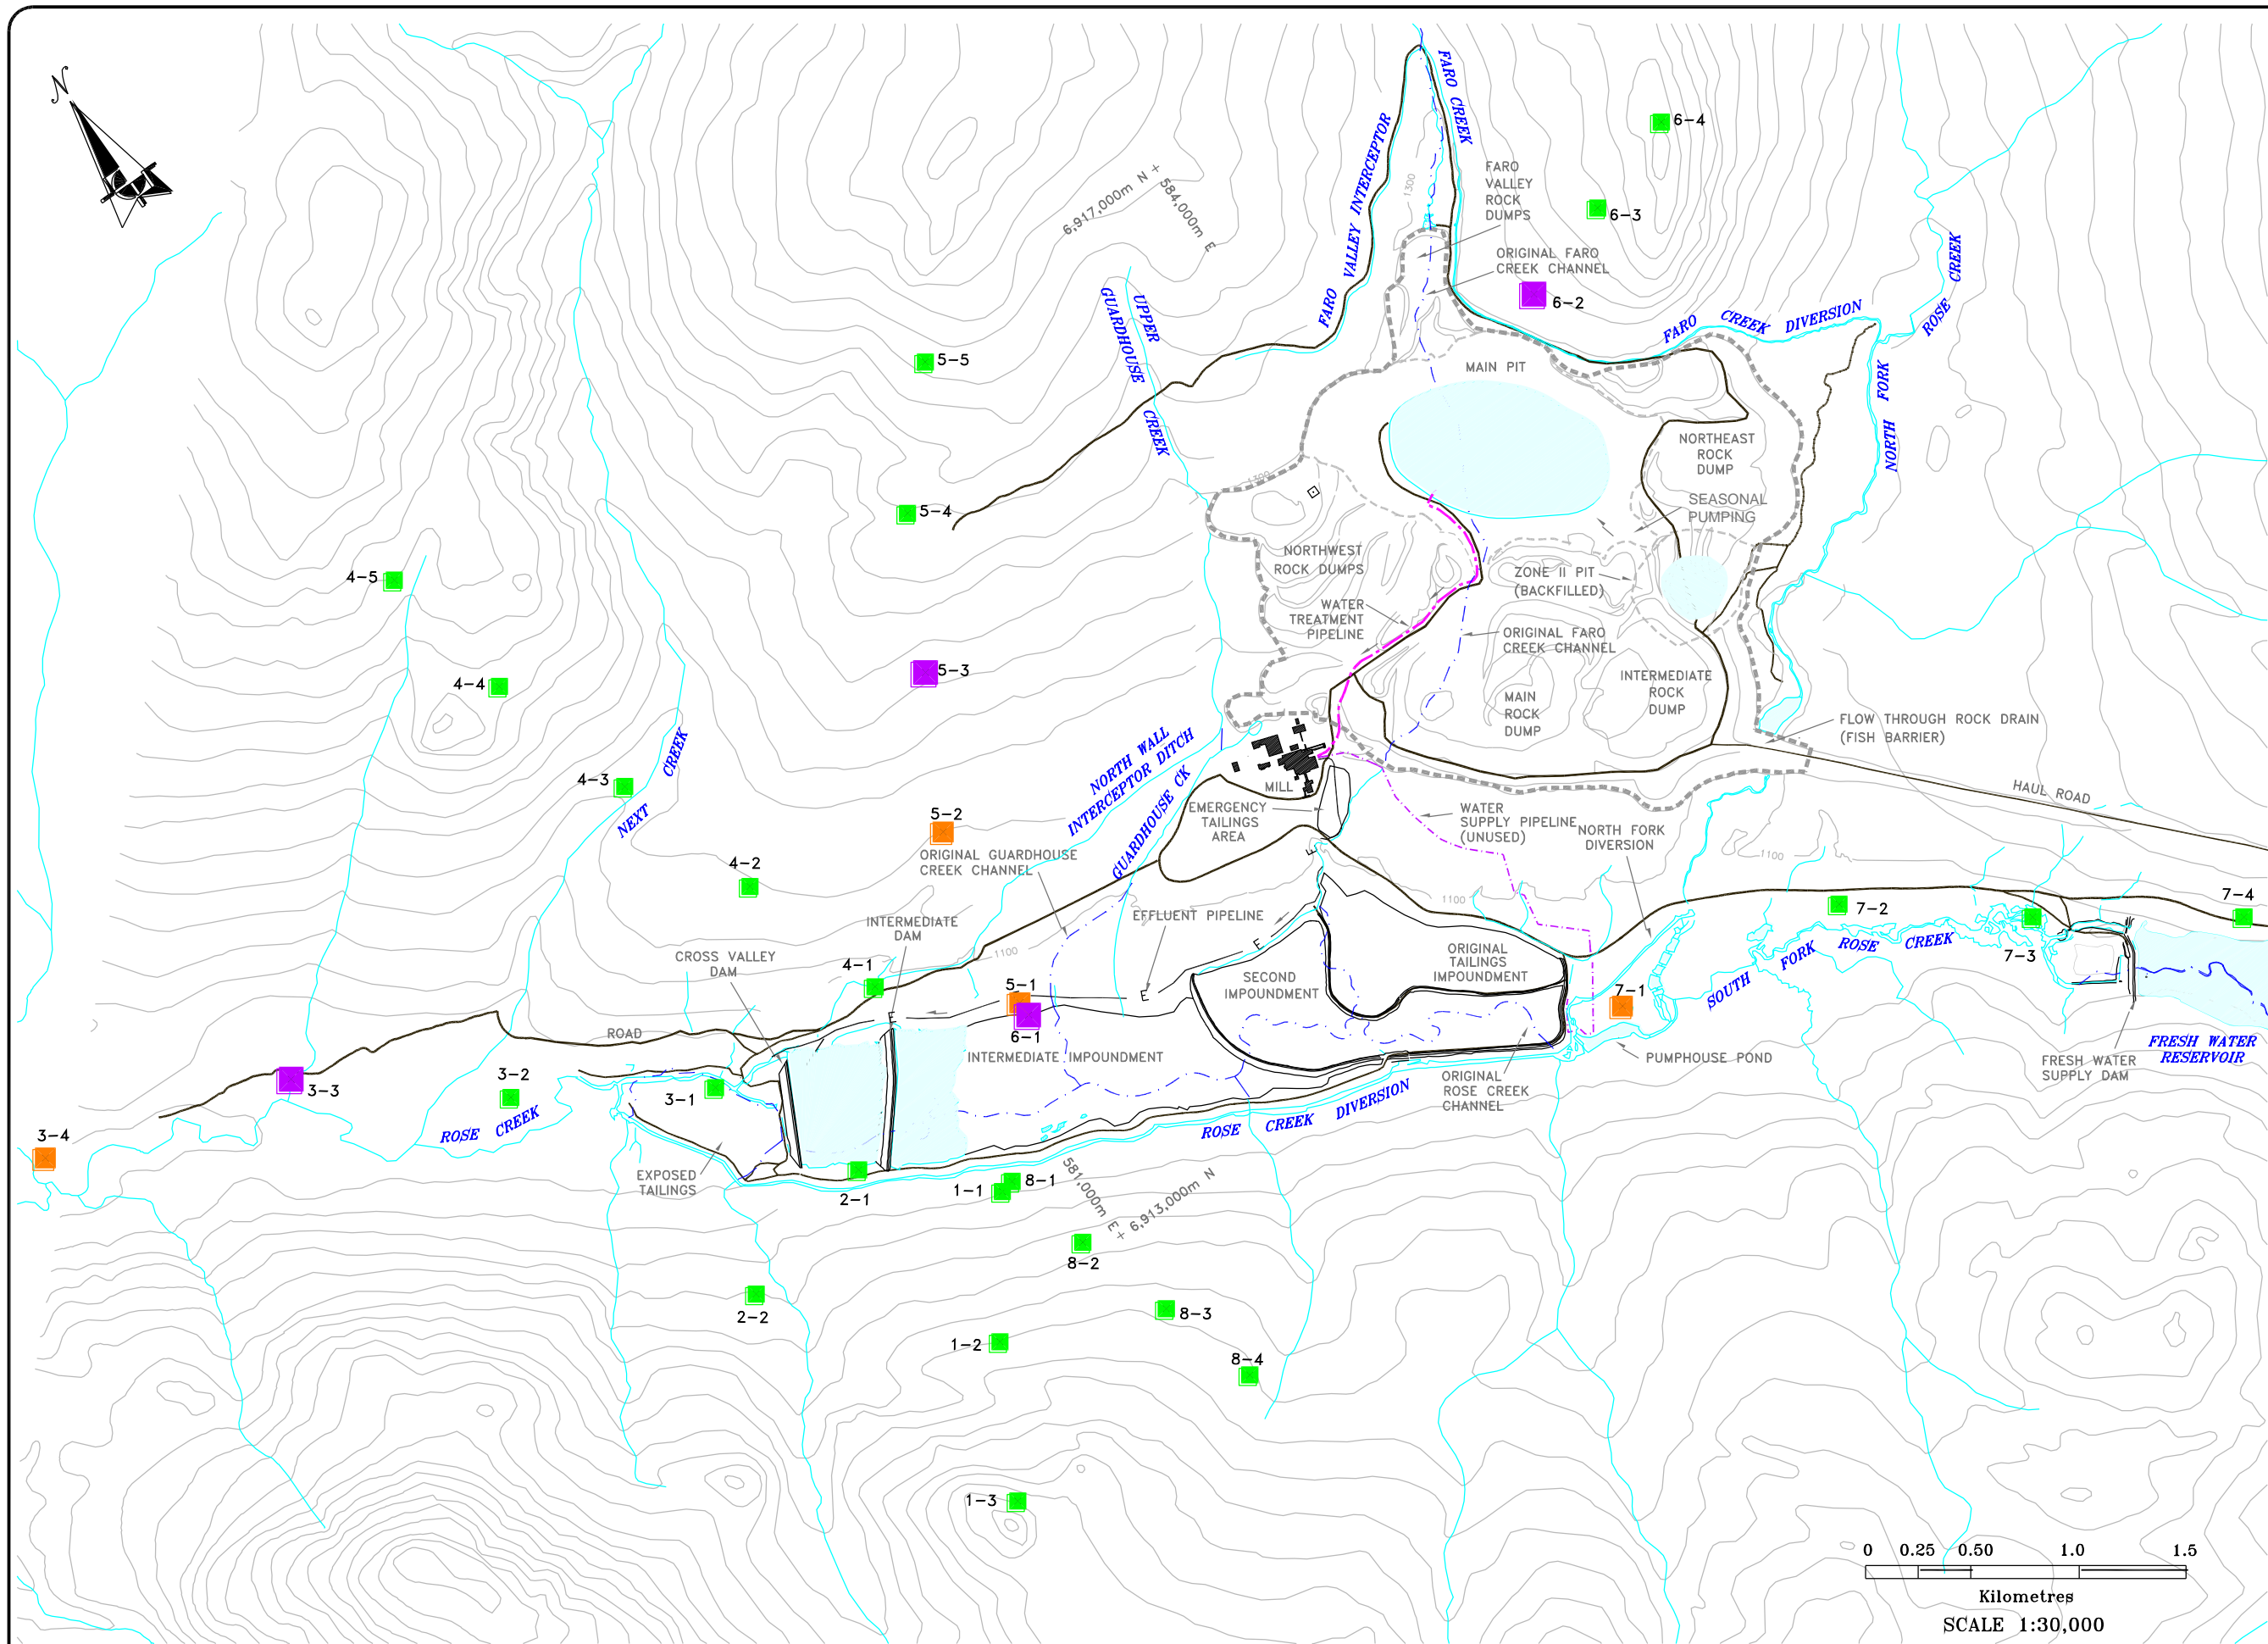 N
FARO CREEK
6-4
FARO
VALLEY
ROCK
DUMPS
1300
6-3
FARO VALLEY INTERCEPTOR
6,917,000m N +
584,000m E
ORIGINAL FARO
CREEK CHANNEL
6-2
ROSE CREEK
NORTH FORK
FARO CREEK DIVERSION
UPPER
GUARDHOUSE CREEK
5-5
MAIN PIT
NORTHEAST
ROCK
DUMP
1300
5-4
SEASONAL
PUMPING
NORTHWEST
ROCK DUMPS
ZONE II PIT
(BACKFILLED)
4-5
WATER
TREATMENT
PIPELINE
ORIGINAL FARO
CREEK CHANNEL
5-3
4-4
INTERMEDIATE
ROCK
DUMP
MAIN
ROCK
DUMP
FLOW THROUGH ROCK DRAIN
(FISH BARRIER)
NORTH WALL
INTERCEPTOR DITCH
GUARDHOUSE CK
NEXT CREEK
4-3
MILL
HAUL ROAD
EMERGENCY
TAILINGS
AREA
WATER
SUPPLY PIPELINE
(UNUSED)
NORTH FORK
DIVERSION
5-2
ORIGINAL GUARDHOUSE
CREEK CHANNEL
1100
4-2
E
1100
7-2
7-4
INTERMEDIATE
DAM
EFFLUENT PIPELINE
E
CROSS VALLEY
DAM
1100
ORIGINAL
TAILINGS
IMPOUNDMENT
SOUTH FORK ROSE CREEK
7-3
4-1
SECOND
IMPOUNDMENT
5-1
E
7-1
E
6-1
ROAD
INTERMEDIATE IMPOUNDMENT
PUMPHOUSE POND
FRESH WATER
RESERVOIR
FRESH WATER
SUPPLY DAM
3-3
3-2
3-1
ORIGINAL
ROSE CREEK
CHANNEL
ROSE CREEK
ROSE CREEK DIVERSION
3-4
EXPOSED
TAILINGS
2-1
1-1
8-1
581,000m E
+ 6,913,000m N
8-2
2-2
8-3
1-2
8-4
1-3
0 0.25 0.50 1.0 1.5
Kilometres
SCALE 1:30,000